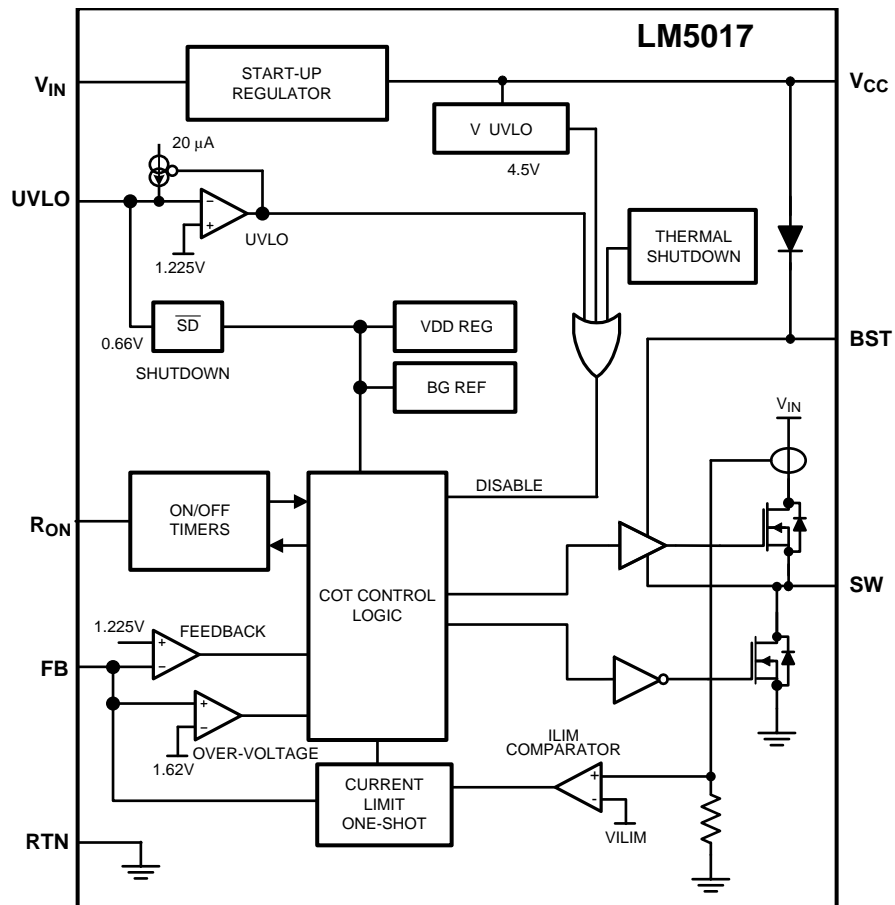 LM5017
VIN
START-UP
REGULATOR
VCC
V UVLO
4.5V
20 µA
UVLO
−
+
UVLO
1.225V
THERMAL
SHUTDOWN
0.66V
SD
SHUTDOWN
VDD REG
BG REF
BST
VIN
DISABLE
RON
ON/OFF
TIMERS
COT CONTROL
LOGIC
SW
1.225V
FEEDBACK
+
−
FB
+
−
1.62V
OVER-VOLTAGE
ILIM
COMPARATOR
+
-
VILIM
CURRENT
LIMIT
ONE-SHOT
RTN